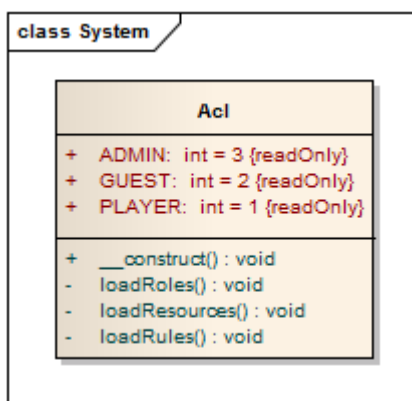 class System
Acl
+ ADMIN: int = 3 {readOnly}
+ GUEST: int = 2 {readOnly}
+ PLAYER: int = 1 {readOnly}
+ __construct() : void
- loadRoles() : void
- loadResources() : void
- loadRules() : void